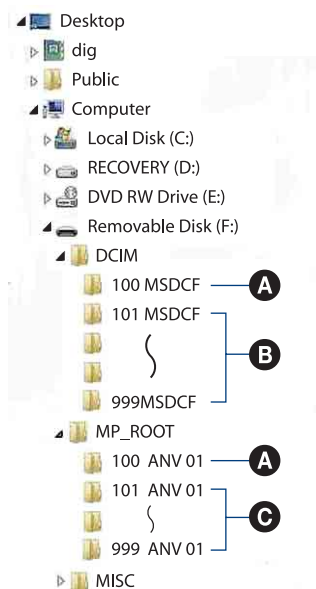 Desktop
dig
Public
Computer
Local Disk (C:)
RECOVERY (D:)
DVD RW Drive (E:)
Removable Disk (F:)
DCIM
100 MSDCF A
101 MSDCF
B
999MSDCF
MP_ROOT
100 ANV 01 A
101 ANV 01
C
999 ANV 01
MISC